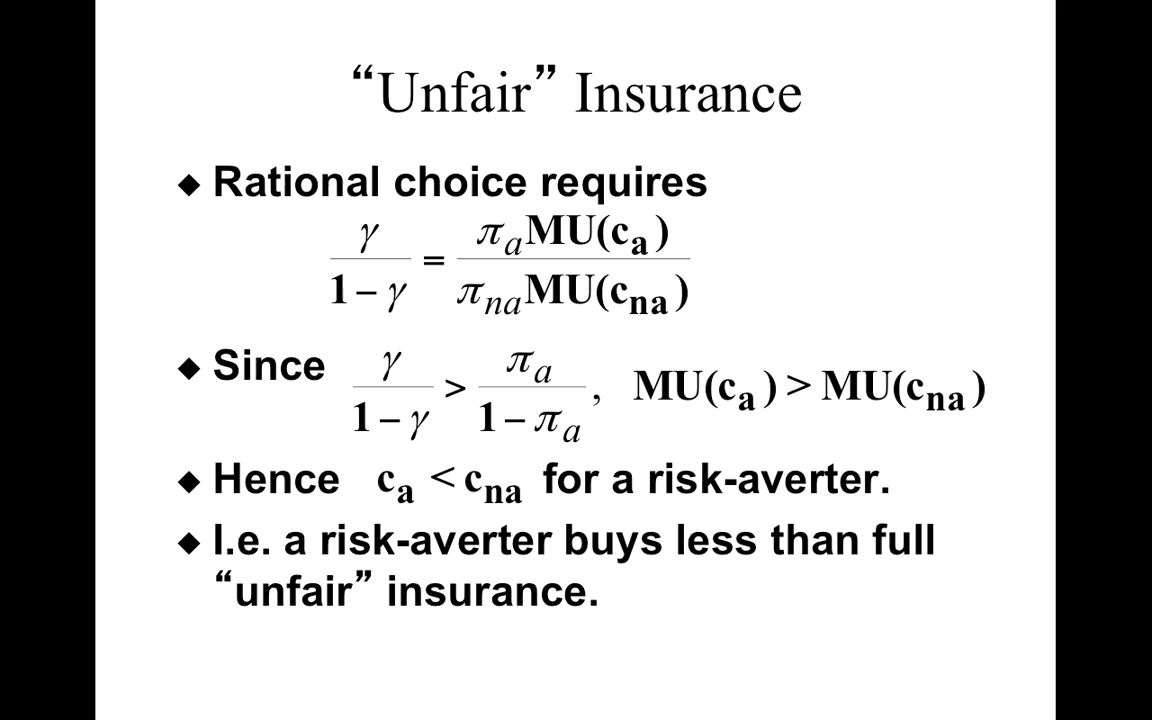 “Unfair” Insurance
◆ Rational choice requires
γ / (1 − γ) = π_a MU(c_a) / π_na MU(c_na)
◆ Since γ / (1 − γ) > π_a / (1 − π_a), MU(c_a) > MU(c_na)
◆ Hence c_a < c_na for a risk-averter.
◆ I.e. a risk-averter buys less than full
“unfair” insurance.